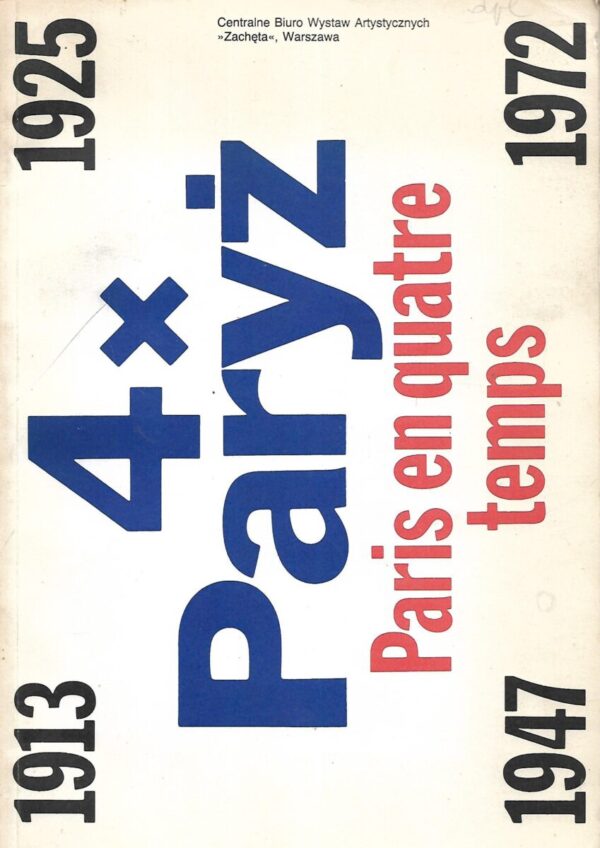 Centralne Biuro Wystaw Artystycznych
»Zachęta«, Warszawa
1913
1925
4×
Paryż
Paris en quatre
temps
1947
1972